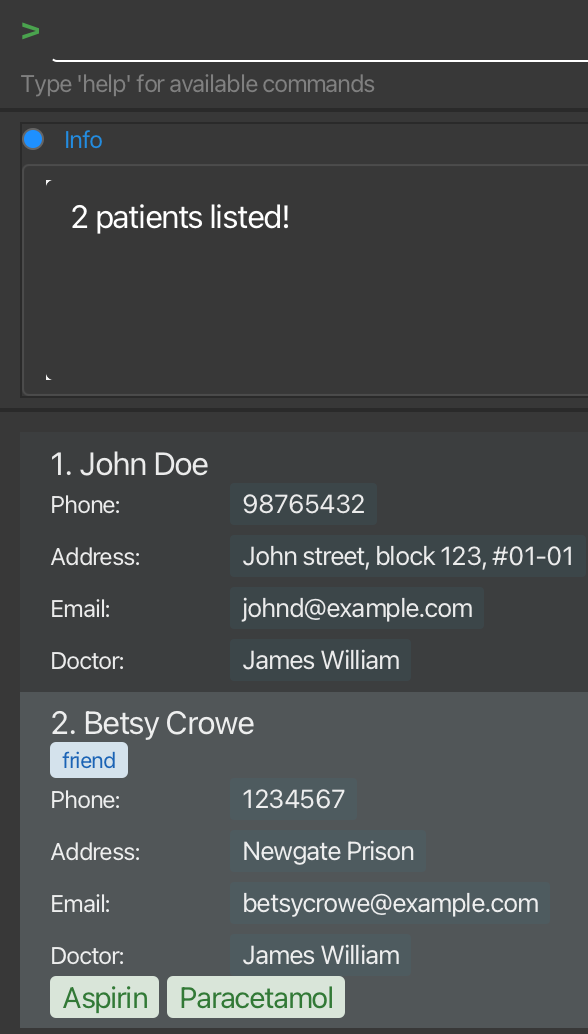 >
Type 'help' for available commands
Info
2 patients listed!
1. John Doe
Phone: 98765432
Address: John street, block 123, #01-01
Email: johnd@example.com
Doctor: James William
2. Betsy Crowe
friend
Phone: 1234567
Address: Newgate Prison
Email: betsycrowe@example.com
Doctor: James William
Aspirin Paracetamol